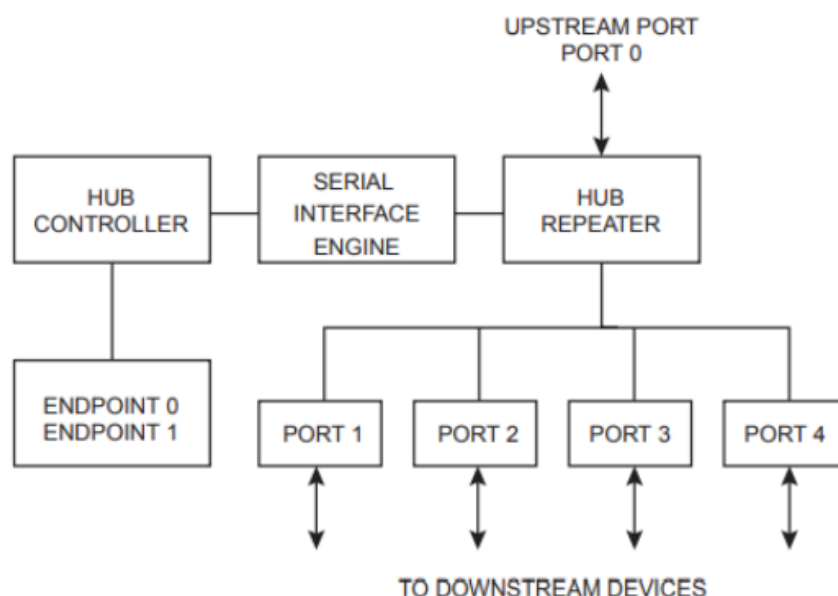 UPSTREAM PORT
PORT 0
HUB
CONTROLLER
SERIAL
INTERFACE
ENGINE
HUB
REPEATER
ENDPOINT 0
ENDPOINT 1
PORT 1
PORT 2
PORT 3
PORT 4
TO DOWNSTREAM DEVICES